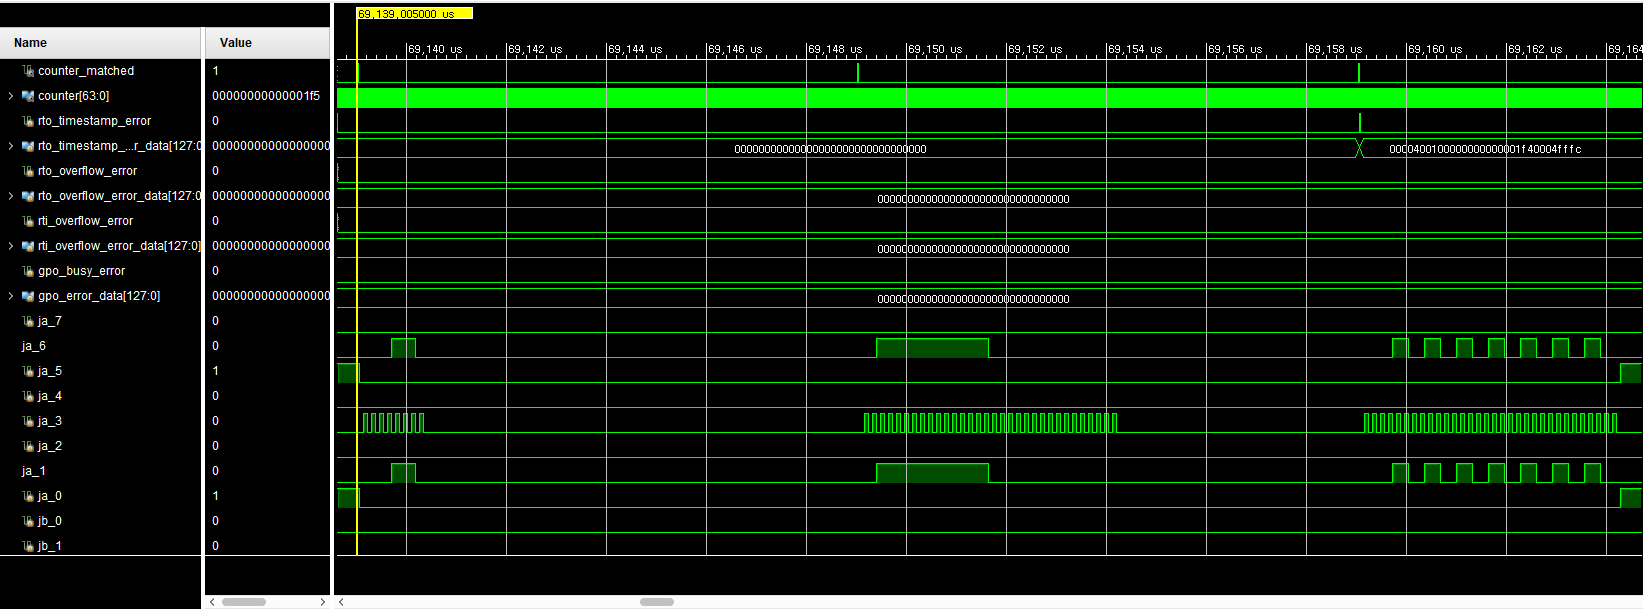 69,139,005000 us
Name Value
69,140 us 69,142 us 69,144 us 69,146 us 69,148 us 69,150 us 69,152 us 69,154 us 69,156 us 69,158 us 69,160 us 69,162 us 69,164
counter_matched 1
counter[63:0] 00000000000001f5
rto_timestamp_error 0
rto_timestamp_...r_data[127:0 00000000000000000 00000000000000000000000000000000 00004001000000000000001f40004fffc
rto_overflow_error 0
rto_overflow_error_data[127:0 00000000000000000 00000000000000000000000000000000
rti_overflow_error 0
rti_overflow_error_data[127:0] 00000000000000000 00000000000000000000000000000000
gpo_busy_error 0
gpo_error_data[127:0] 00000000000000000 00000000000000000000000000000000
ja_7 0
ja_6 0
ja_5 1
ja_4 0
ja_3 0
ja_2 0
ja_1 0
ja_0 1
jb_0 0
jb_1 0